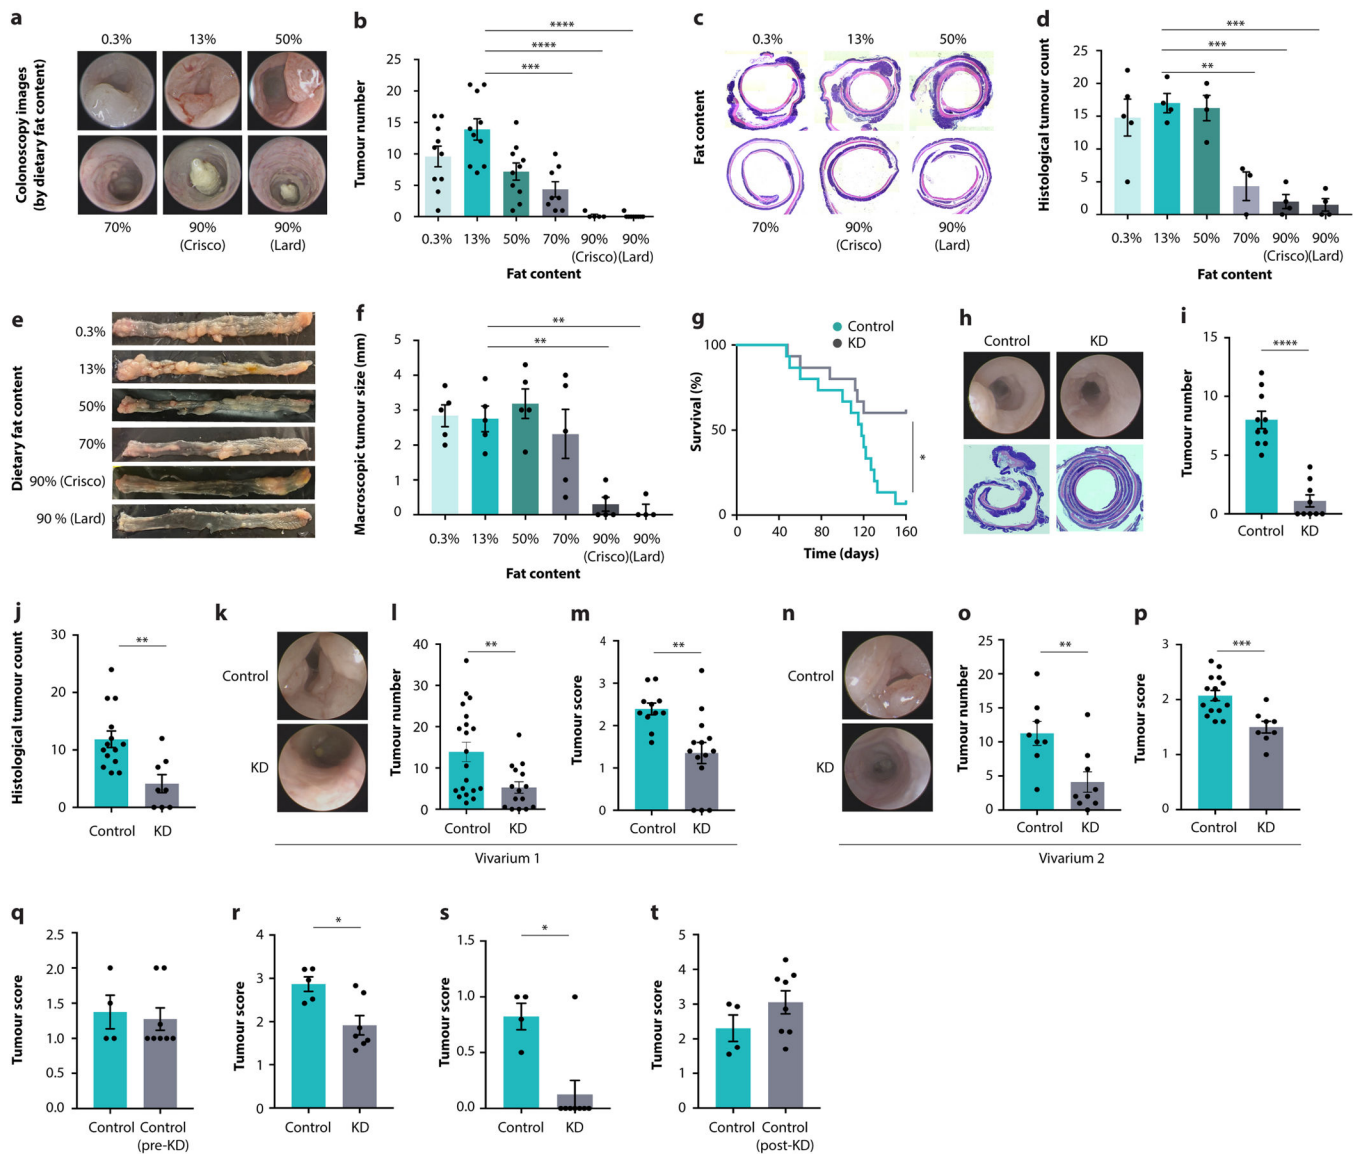 a
0.3%
13%
50%
Colonoscopy images
(by dietary fat content)
70%
90%
(Crisco)
90%
(Lard)
b
****
****
***
Tumour number
25
20
15
10
5
0
0.3%
13%
50%
70%
90%
(Crisco)
90%
(Lard)
Fat content
c
0.3%
13%
50%
Fat content
70%
90%
(Crisco)
90%
(Lard)
d
***
***
**
Histological tumour count
25
20
15
10
5
0
0.3%
13%
50%
70%
90%
(Crisco)
90%
(Lard)
Fat content
e
Dietary fat content
0.3%
13%
50%
70%
90% (Crisco)
90 % (Lard)
f
**
**
Macroscopic tumour size (mm)
5
4
3
2
1
0
0.3%
13%
50%
70%
90%
(Crisco)
90%
(Lard)
Fat content
g
Control
KD
Survival (%)
100
50
0
*
0
40
80
120
160
Time (days)
h
Control
KD
i
****
Tumour number
15
10
5
0
Control
KD
j
**
Histological tumour count
30
20
10
0
Control
KD
k
Control
KD
l
**
Tumour number
40
30
20
10
0
Control
KD
m
**
Tumour score
4
3
2
1
0
Control
KD
Vivarium 1
n
Control
KD
o
**
Tumour number
25
20
15
10
5
0
Control
KD
p
***
Tumour score
3
2
1
0
Control
KD
Vivarium 2
q
Tumour score
2.5
2.0
1.5
1.0
0.5
0.0
Control
Control
(pre-KD)
r
*
Tumour score
4
3
2
1
0
Control
KD
s
*
Tumour score
1.5
1.0
0.5
0.0
Control
KD
t
Tumour score
5
4
3
2
1
0
Control
Control
(post-KD)